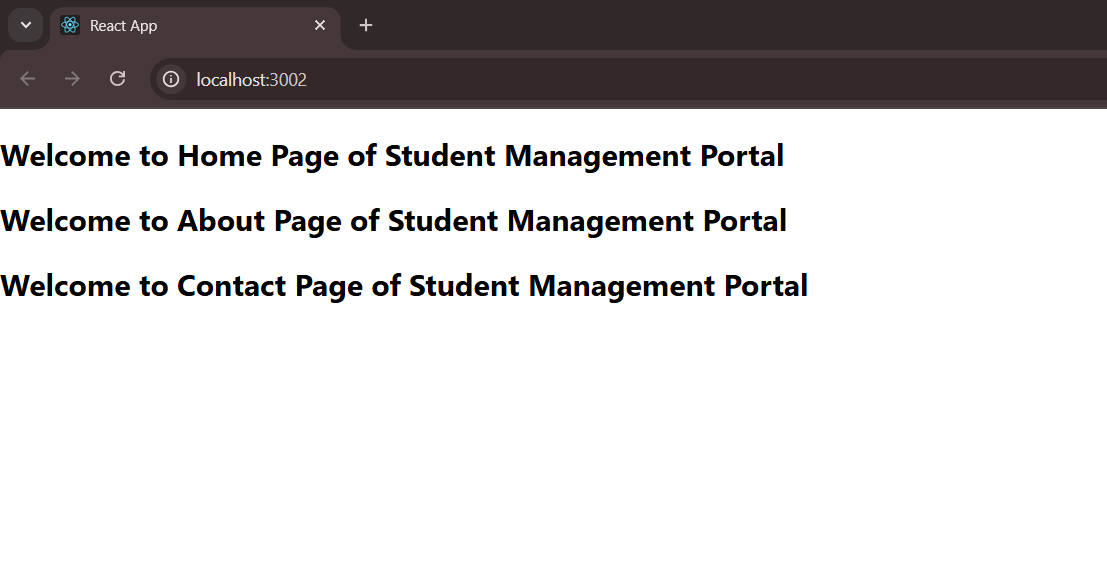 React App
localhost:3002
Welcome to Home Page of Student Management Portal
Welcome to About Page of Student Management Portal
Welcome to Contact Page of Student Management Portal